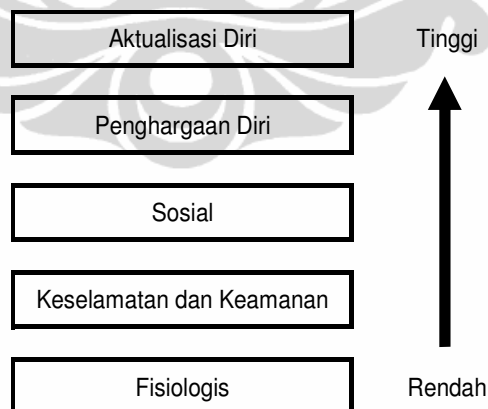 Aktualisasi Diri
Tinggi
Penghargaan Diri
Sosial
Keselamatan dan Keamanan
Fisiologis
Rendah